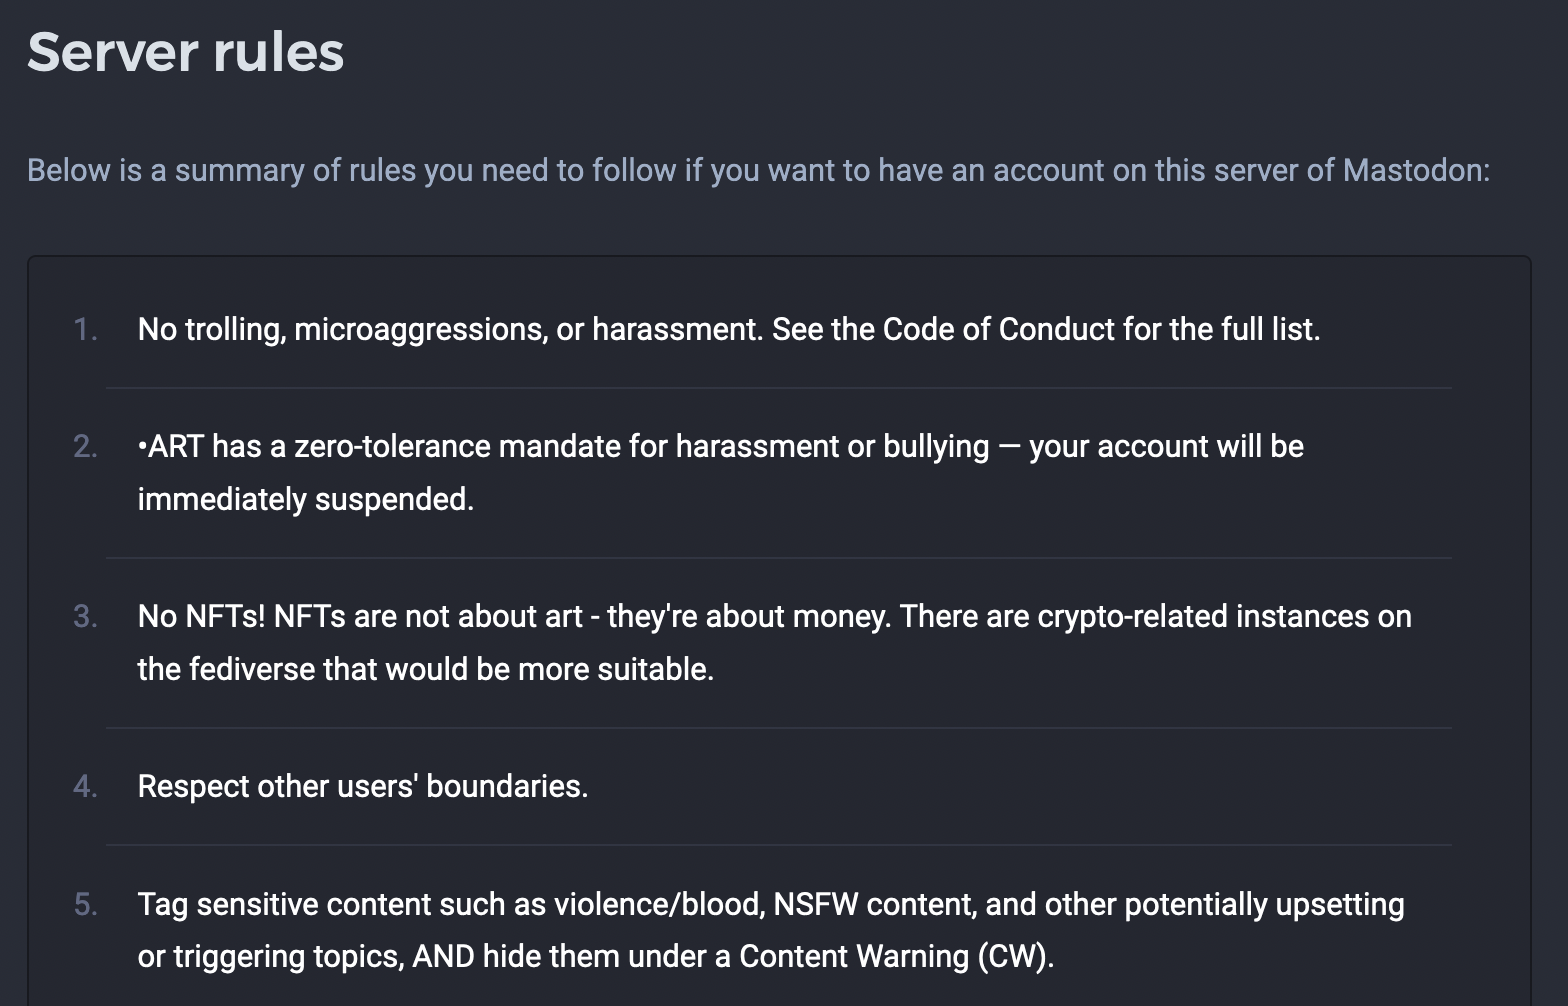 Server rules
Below is a summary of rules you need to follow if you want to have an account on this server of Mastodon:
1. No trolling, microaggressions, or harassment. See the Code of Conduct for the full list.
2. •ART has a zero-tolerance mandate for harassment or bullying — your account will be
immediately suspended.
3. No NFTs! NFTs are not about art - they're about money. There are crypto-related instances on
the fediverse that would be more suitable.
4. Respect other users' boundaries.
5. Tag sensitive content such as violence/blood, NSFW content, and other potentially upsetting
or triggering topics, AND hide them under a Content Warning (CW).